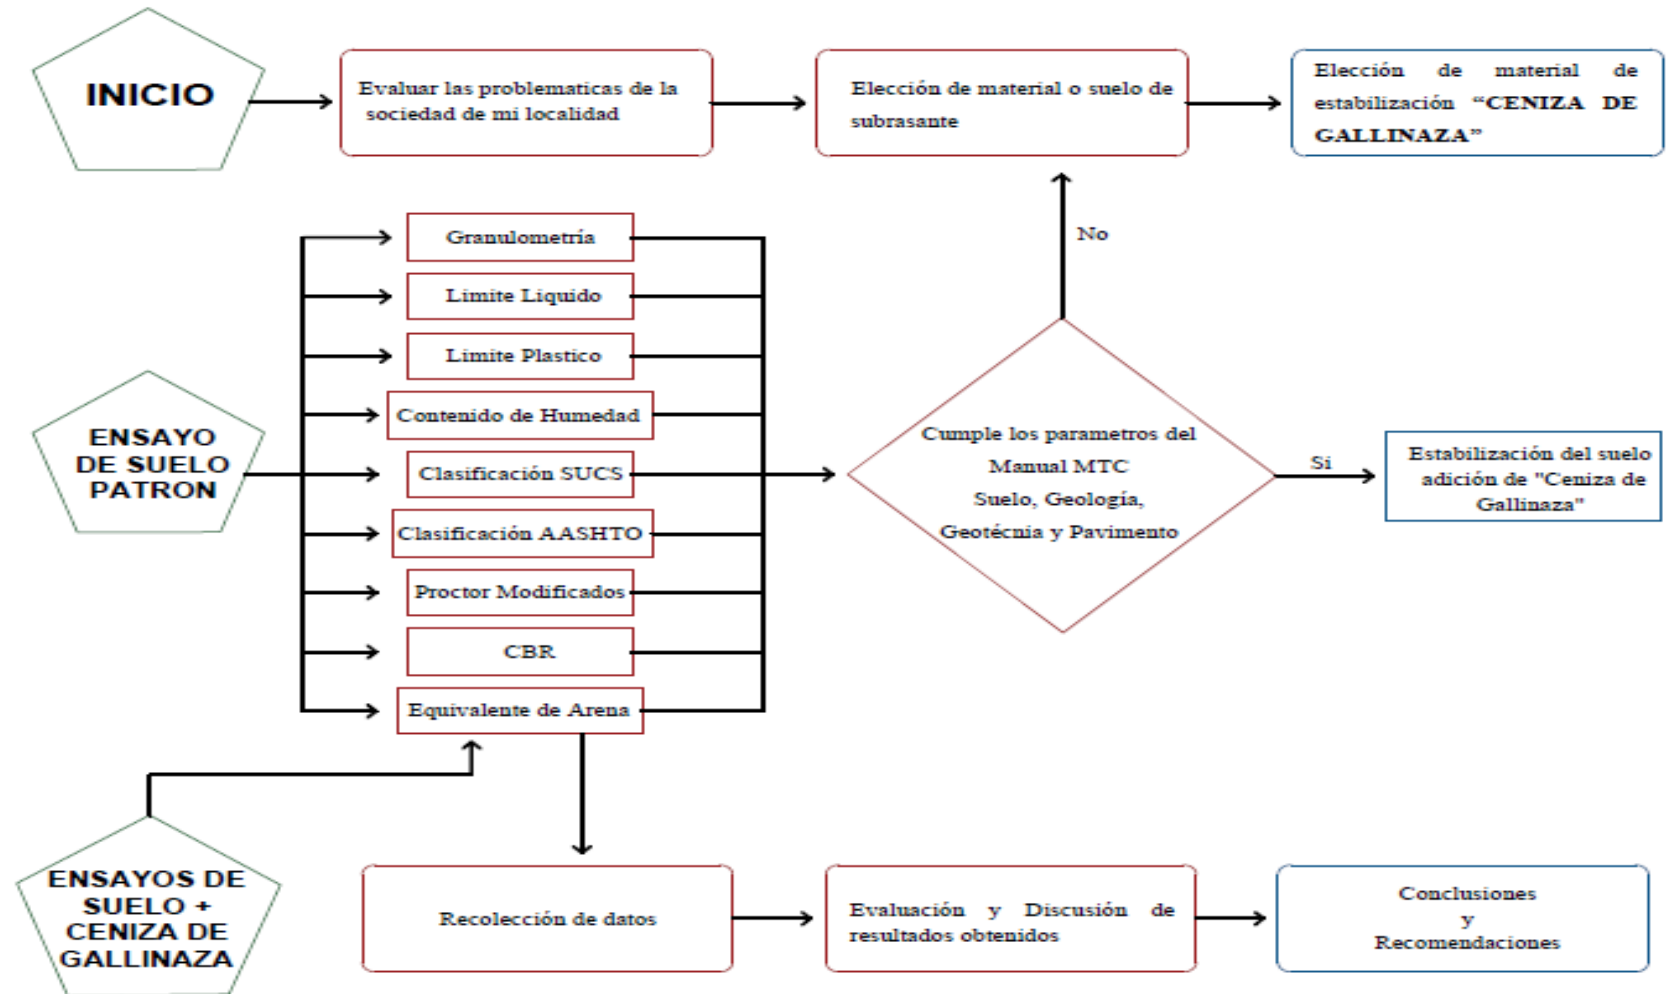 INICIO
Evaluar las problematicas de la
sociedad de mi localidad
Elección de material o suelo de
subrasante
Elección de material de
estabilización “CENIZA DE
GALLINAZA”
Granulometría
Limite Liquido
Limite Plastico
Contenido de Humedad
Clasificación SUCS
Clasificación AASHTO
Proctor Modificados
CBR
Equivalente de Arena
ENSAYO
DE SUELO
PATRON
No
Cumple los parametros del
Manual MTC
Suelo, Geología,
Geotécnia y Pavimento
Si
Estabilización del suelo
adición de "Ceniza de
Gallinaza"
ENSAYOS DE
SUELO +
CENIZA DE
GALLINAZA
Recolección de datos
Evaluación y Discusión de
resultados obtenidos
Conclusiones
y
Recomendaciones